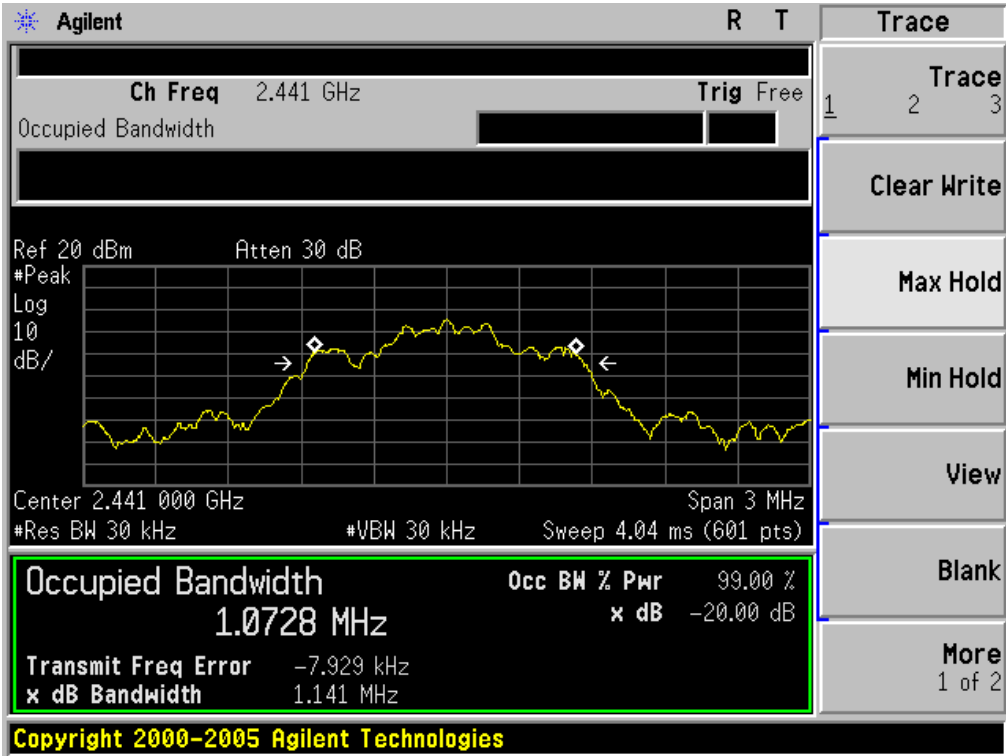 Agilent R T Trace
Ch Freq 2.441 GHz Trig Free
Occupied Bandwidth
Trace
1 2 3
Clear Write
Ref 20 dBm Atten 30 dB
#Peak
Log
10
dB/
Max Hold
Min Hold
View
Center 2.441 000 GHz Span 3 MHz
#Res BW 30 kHz #VBW 30 kHz Sweep 4.04 ms (601 pts)
Occupied Bandwidth
1.0728 MHz
Occ BW % Pwr 99.00 %
x dB -20.00 dB
Transmit Freq Error -7.929 kHz
x dB Bandwidth 1.141 MHz
Blank
More
1 of 2
Copyright 2000-2005 Agilent Technologies